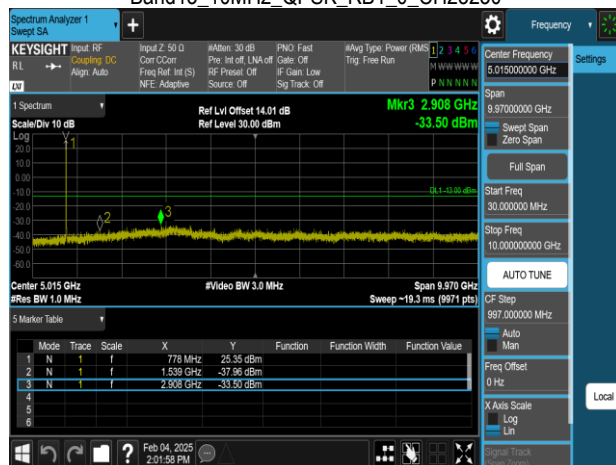 Band13_10MHz_QPSK_RB1_0_CH23230
Spectrum Analyzer 1
Swept SA
Frequency
KEYSIGHT Input: RF Input Z: 50 Ω #Atten: 30 dB PNO: Fast #Avg Type: Power (RMS 1 2 3 4 5 6
RL Coupling: DC Corr CCorr Pre: Int off, LNA off Gate: Off Trig: Free Run M W W W W W
Align: Auto Freq Ref: Int (S) RF Preset: Off IF Gain: Low
NFE: Adaptive Source: Off Sig Track: Off P N N N N N
LXI
1 Spectrum
Ref Lvl Offset 14.01 dB Mkr3 2.908 GHz
Scale/Div 10 dB Ref Level 30.00 dBm -33.50 dBm
Log
20.0
10.0
0.00
-10.0
-20.0
-30.0
-40.0
-50.0
-60.0
1
2
3
DL1 -13.00 dBm
Center 5.015 GHz #Video BW 3.0 MHz Span 9.970 GHz
#Res BW 1.0 MHz Sweep ~19.3 ms (9971 pts)
5 Marker Table
Mode Trace Scale X Y Function Function Width Function Value
1 N 1 f 778 MHz 25.35 dBm
2 N 1 f 1.539 GHz -37.96 dBm
3 N 1 f 2.908 GHz -33.50 dBm
4
5
6
Feb 04, 2025
2:01:58 PM
Center Frequency
5.015000000 GHz
Settings
Span
9.97000000 GHz
Swept Span
Zero Span
Full Span
Start Freq
30.000000 MHz
Stop Freq
10.000000000 GHz
AUTO TUNE
CF Step
997.000000 MHz
Auto
Man
Freq Offset
0 Hz
Local
X Axis Scale
Log
Lin
Signal Track
(Span Zoom)